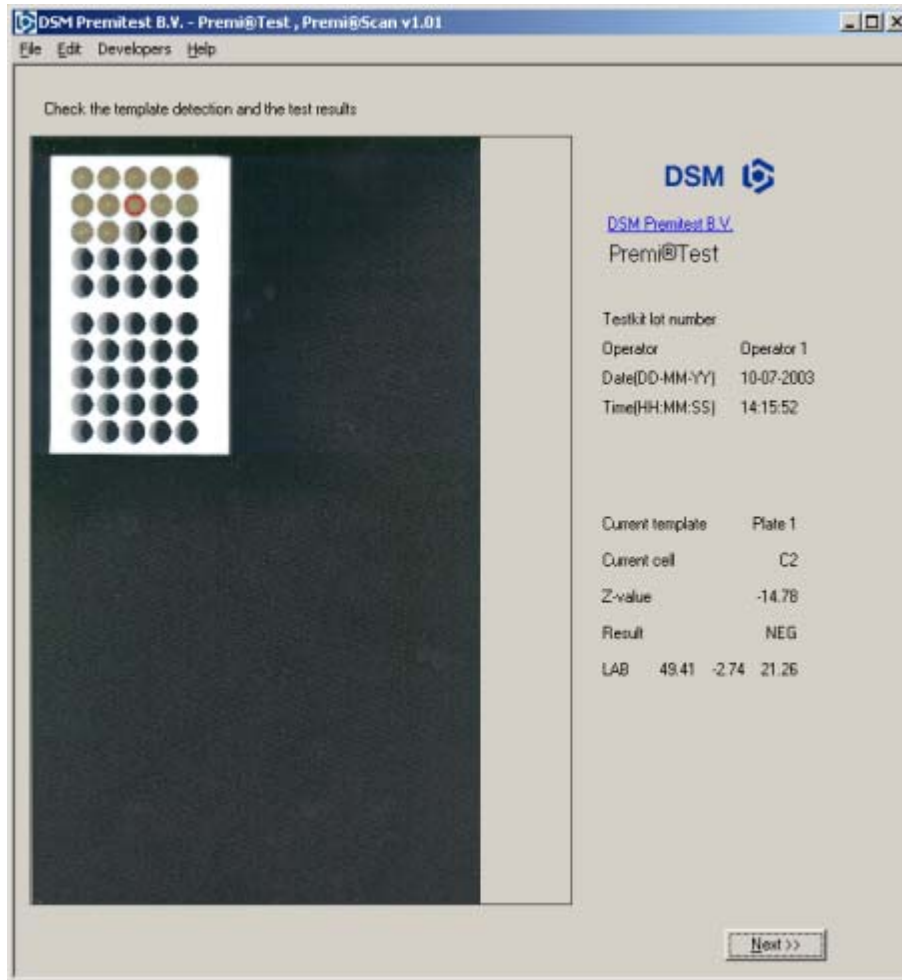 DSM Premitest B.V. - Premi®Test , Premi®Scan v1.01
File Edit Developers Help
Check the template detection and the test results
DSM
DSM Premitest B.V.
Premi®Test
Testkit lot number
Operator Operator 1
Date(DD-MM-YY) 10-07-2003
Time(HH:MM:SS) 14:15:52
Current template Plate 1
Current cell C2
Z-value -14.78
Result NEG
LAB 49.41 -2.74 21.26
Next >>